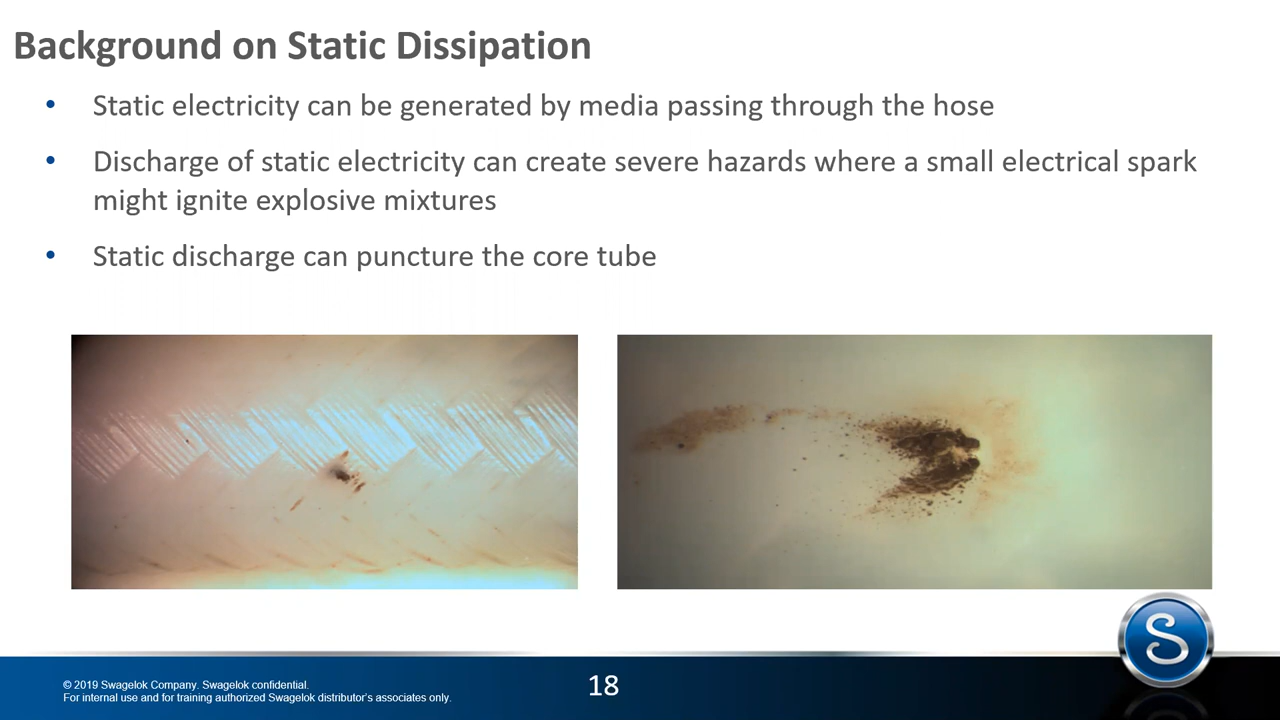 Background on Static Dissipation
• Static electricity can be generated by media passing through the hose
• Discharge of static electricity can create severe hazards where a small electrical spark
might ignite explosive mixtures
• Static discharge can puncture the core tube
S
© 2019 Swagelok Company. Swagelok confidential.
For internal use and for training authorized Swagelok distributor's associates only.
18